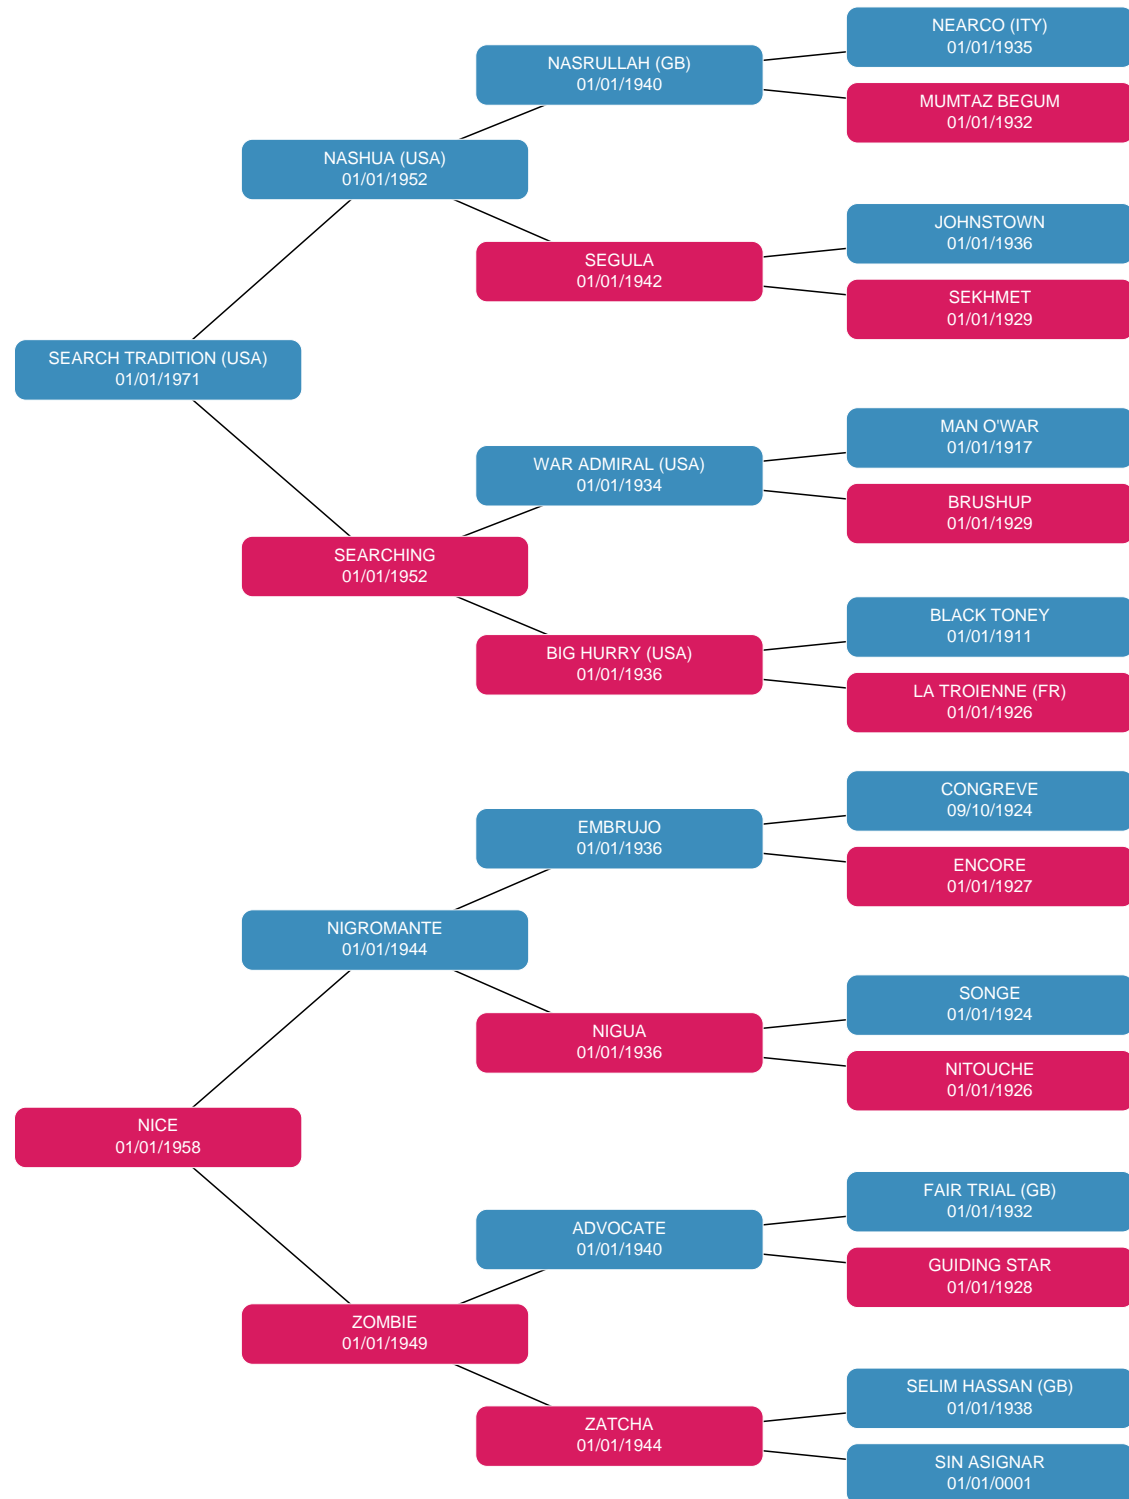 NEARCO (ITY)
01/01/1935
NASRULLAH (GB)
01/01/1940
MUMTAZ BEGUM
01/01/1932
NASHUA (USA)
01/01/1952
JOHNSTOWN
01/01/1936
SEGULA
01/01/1942
SEKHMET
01/01/1929
SEARCH TRADITION (USA)
01/01/1971
MAN O'WAR
01/01/1917
WAR ADMIRAL (USA)
01/01/1934
BRUSHUP
01/01/1929
SEARCHING
01/01/1952
BLACK TONEY
01/01/1911
BIG HURRY (USA)
01/01/1936
LA TROIENNE (FR)
01/01/1926
CONGREVE
09/10/1924
EMBRUJO
01/01/1936
ENCORE
01/01/1927
NIGROMANTE
01/01/1944
SONGE
01/01/1924
NIGUA
01/01/1936
NITOUCHE
01/01/1926
NICE
01/01/1958
FAIR TRIAL (GB)
01/01/1932
ADVOCATE
01/01/1940
GUIDING STAR
01/01/1928
ZOMBIE
01/01/1949
SELIM HASSAN (GB)
01/01/1938
ZATCHA
01/01/1944
SIN ASIGNAR
01/01/0001